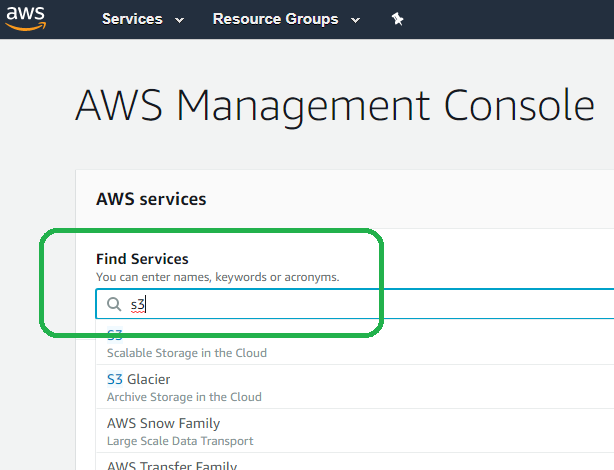 aws
Services Resource Groups
AWS Management Console
AWS services
Find Services
You can enter names, keywords or acronyms.
s3
S3
Scalable Storage in the Cloud
S3 Glacier
Archive Storage in the Cloud
AWS Snow Family
Large Scale Data Transport
AWS Transfer Family